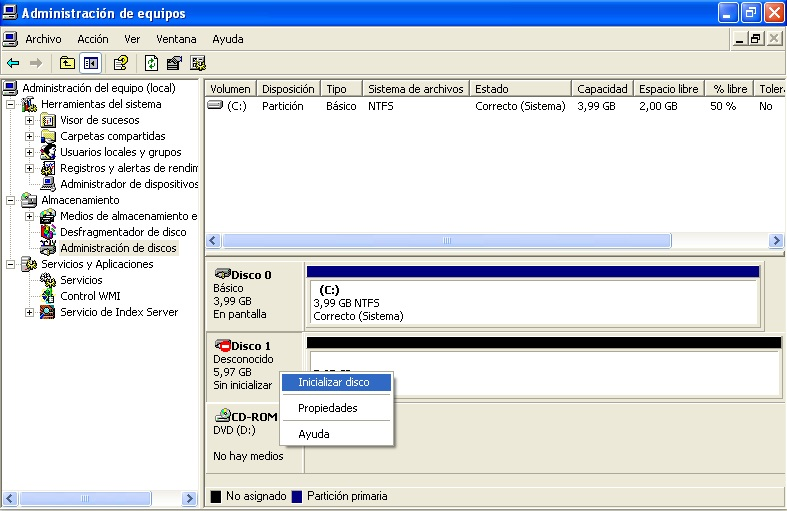 Administración de equipos
Archivo Acción Ver Ventana Ayuda
Administración del equipo (local)
Herramientas del sistema
Visor de sucesos
Carpetas compartidas
Usuarios locales y grupos
Registros y alertas de rendim
Administrador de dispositivos
Almacenamiento
Medios de almacenamiento e
Desfragmentador de disco
Administración de discos
Servicios y Aplicaciones
Servicios
Control WMI
Servicio de Index Server
Volumen Disposición Tipo Sistema de archivos Estado Capacidad Espacio libre % libre Tolera
(C:) Partición Básico NTFS Correcto (Sistema) 3,99 GB 2,00 GB 50 % No
Disco 0
Básico
3,99 GB
En pantalla
(C:)
3,99 GB NTFS
Correcto (Sistema)
Disco 1
Desconocido
5,97 GB
Sin inicializar
Inicializar disco
Propiedades
Ayuda
CD-ROM
DVD (D:)
No hay medios
No asignado Partición primaria